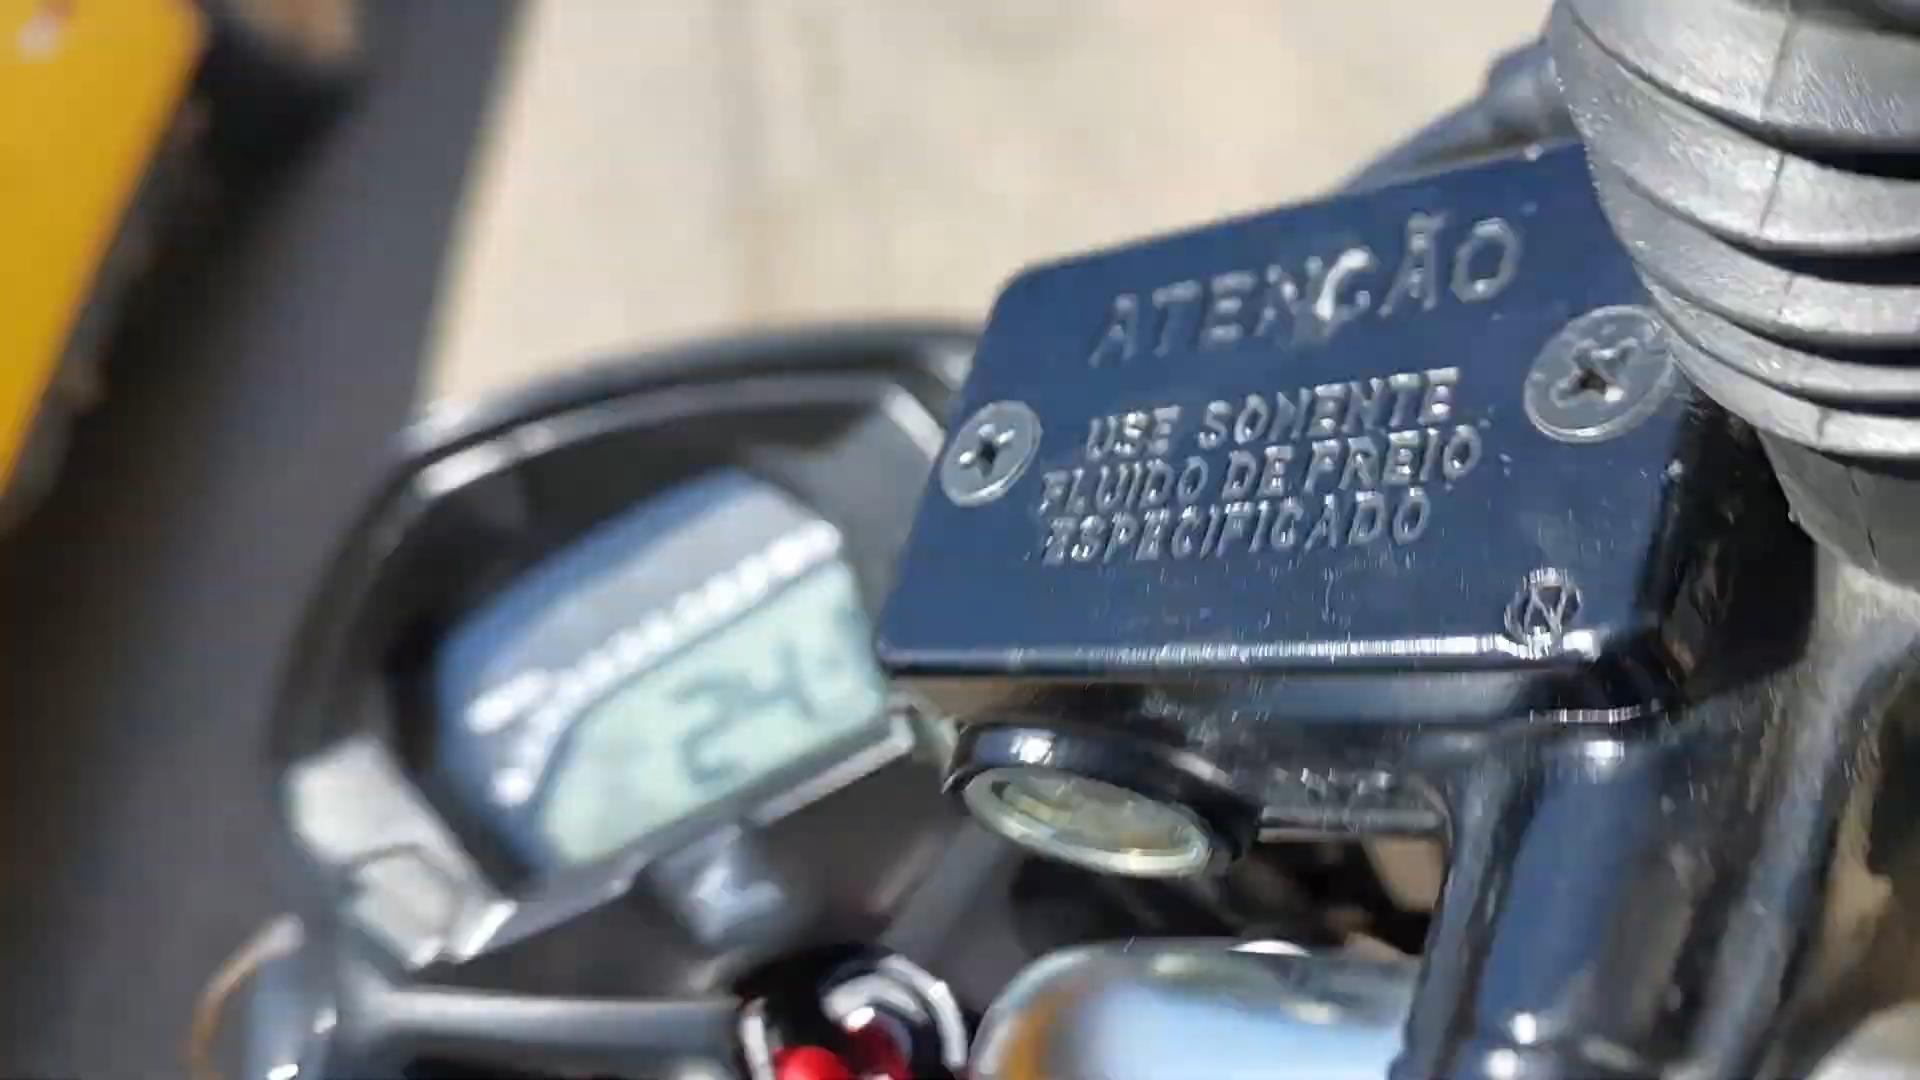 ATENÇÃO
USE SOMENTE
FLUIDO DE FREIO
ESPECIFICADO